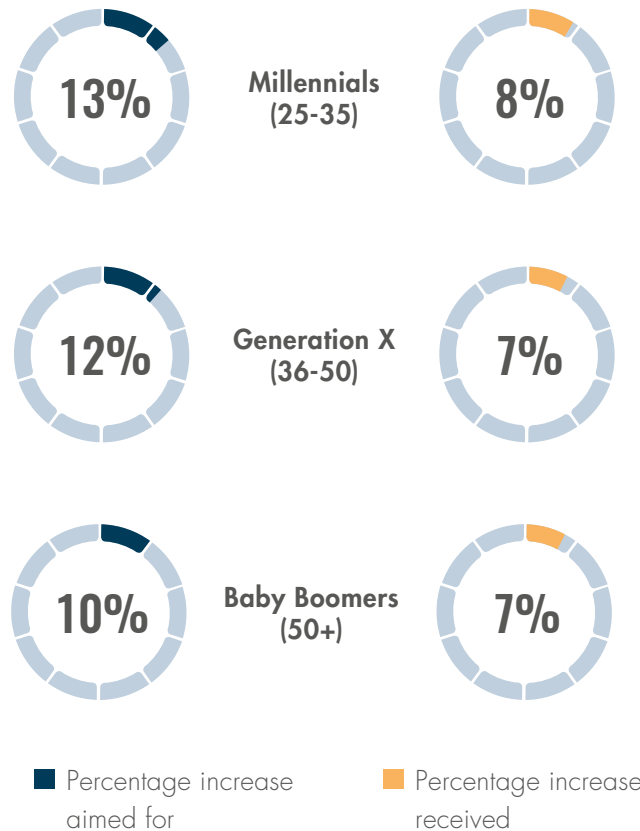 13%
Millennials
(25-35)
8%
12%
Generation X
(36-50)
7%
10%
Baby Boomers
(50+)
7%
Percentage increase
aimed for
Percentage increase
received